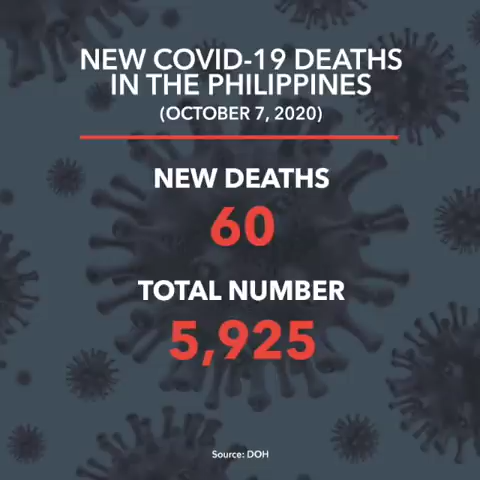 NEW COVID-19 DEATHS
IN THE PHILIPPINES
(OCTOBER 7, 2020)
NEW DEATHS
60
TOTAL NUMBER
5,925
Source: DOH